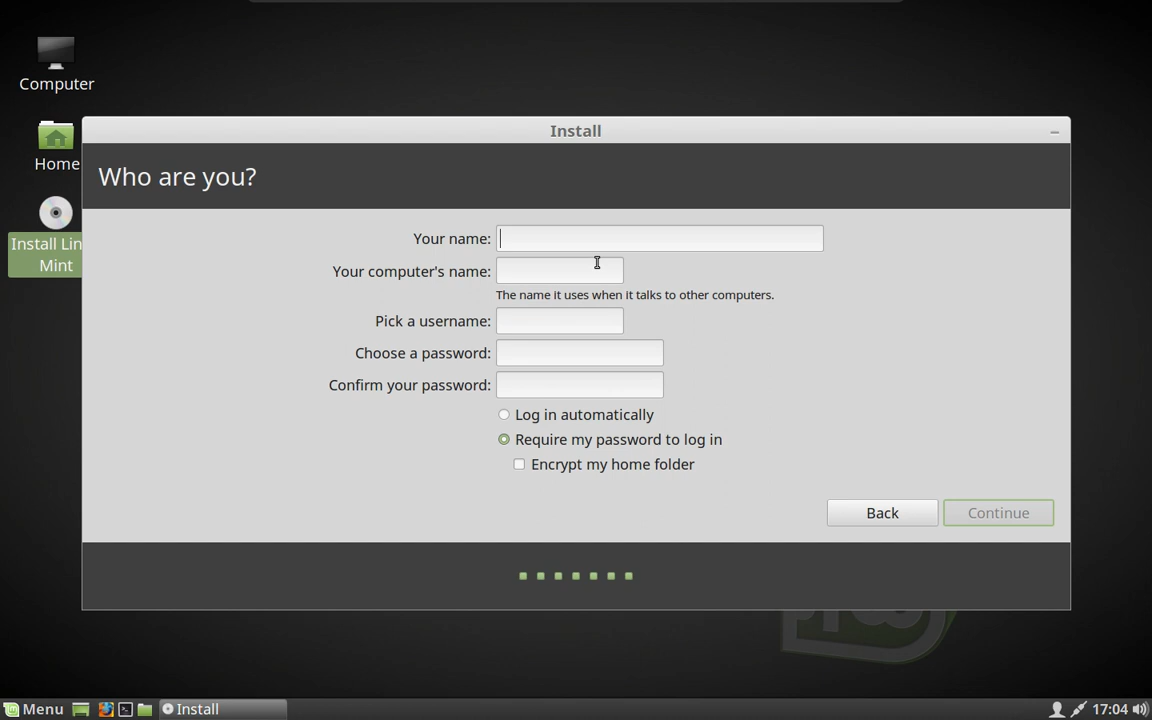 Computer
Home
Install Lin
Mint
Install
Who are you?
Your name:
Your computer's name:
The name it uses when it talks to other computers.
Pick a username:
Choose a password:
Confirm your password:
Log in automatically
Require my password to log in
Encrypt my home folder
Back
Continue
Menu
Install
17:04